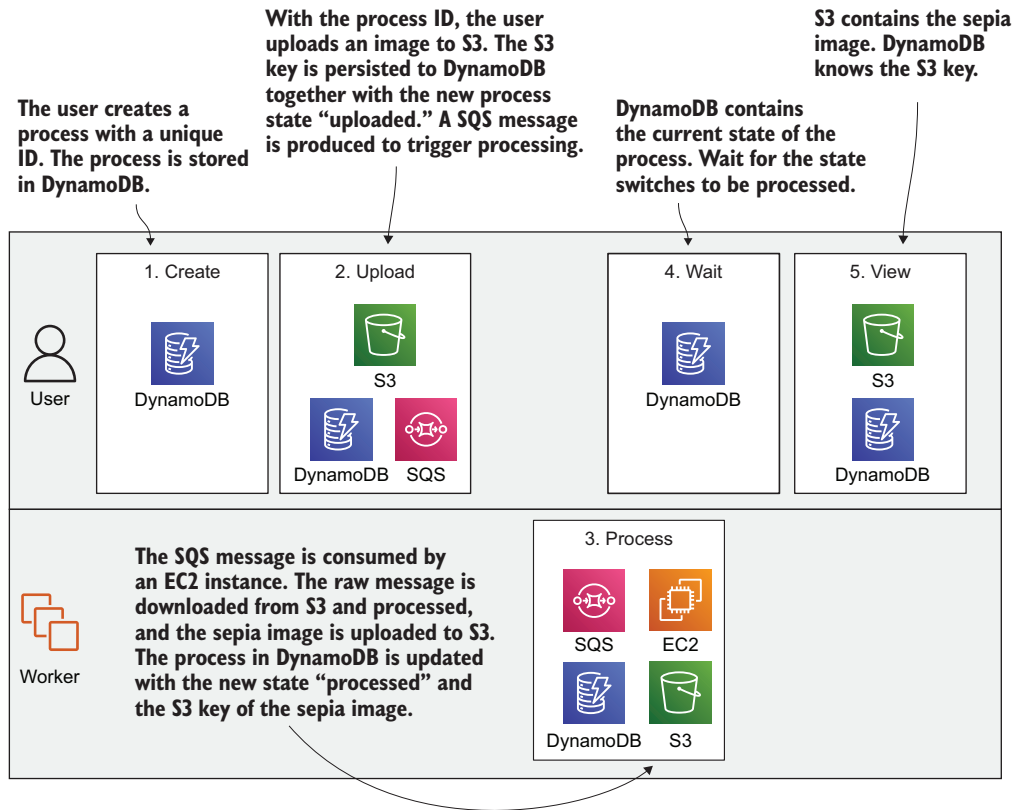 The user creates a
process with a unique
ID. The process is stored
in DynamoDB.
With the process ID, the user
uploads an image to S3. The S3
key is persisted to DynamoDB
together with the new process
state “uploaded.” A SQS message
is produced to trigger processing.
DynamoDB contains
the current state of the
process. Wait for the state
switches to be processed.
S3 contains the sepia
image. DynamoDB
knows the S3 key.
User
1. Create
DynamoDB
2. Upload
S3
DynamoDB
SQS
4. Wait
DynamoDB
5. View
S3
DynamoDB
Worker
The SQS message is consumed by
an EC2 instance. The raw message is
downloaded from S3 and processed,
and the sepia image is uploaded to S3.
The process in DynamoDB is updated
with the new state “processed” and
the S3 key of the sepia image.
3. Process
SQS
EC2
DynamoDB
S3